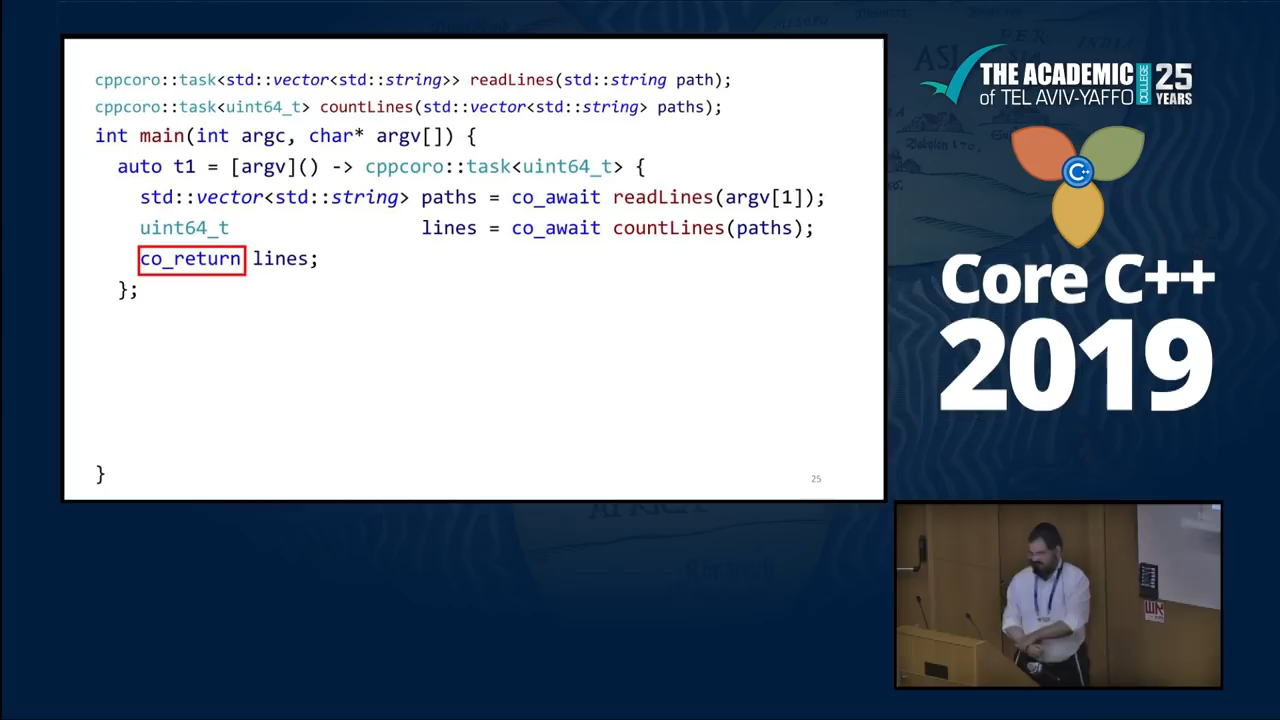 cppcoro::task<std::vector<std::string>> readLines(std::string path);
cppcoro::task<uint64_t> countLines(std::vector<std::string> paths);
int main(int argc, char* argv[]) {
auto t1 = [argv]() -> cppcoro::task<uint64_t> {
std::vector<std::string> paths = co_await readLines(argv[1]);
uint64_t lines = co_await countLines(paths);
co_return lines;
};
}
25
THE ACADEMIC
of TEL AVIV-YAFFO
COLLEGE
25
YEARS
C++
Core C++
2019